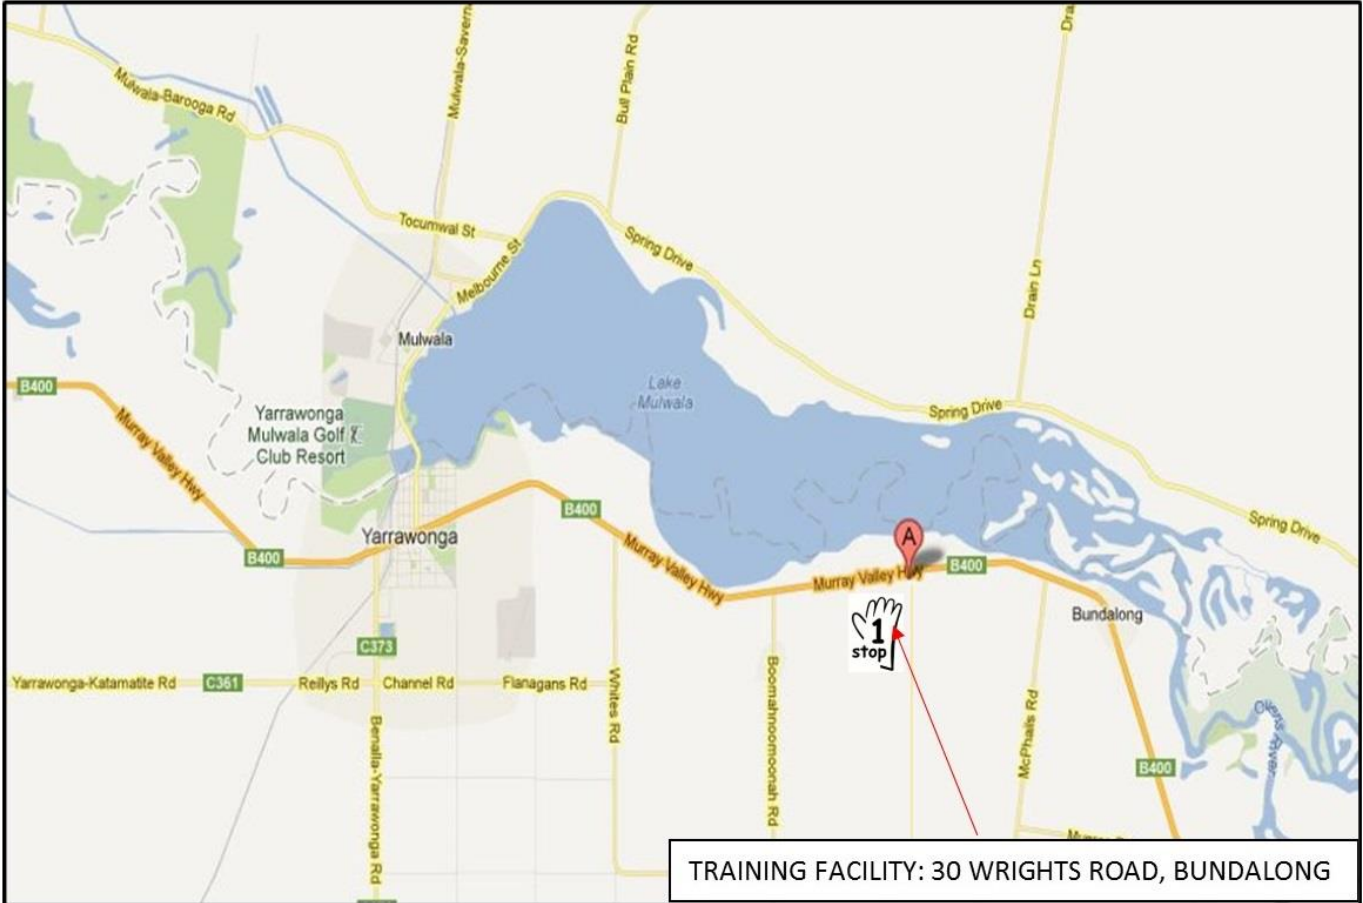 Mulwala-Barooga Rd
Bull Plain Rd
Tocumwal St
Melbourne St
Spring Drive
Drain Ln
Mulwala
Lake
Mulwala
B400
Yarrawonga
Mulwala Golf
Club Resort
Spring Drive
Murray Valley Hwy
B400
Spring Drive
Yarrawonga
A
B400
Murray Valley Hwy
Murray Valley Hwy
B400
1
stop
Bundalong
C373
Yarrawonga-Katamatite Rd
C361
Reillys Rd
Channel Rd
Flanagans Rd
Whites Rd
Boomahnoomoonah Rd
McPhails Rd
Ovens River
Benalla-Yarrawonga Rd
B400
TRAINING FACILITY: 30 WRIGHTS ROAD, BUNDALONG